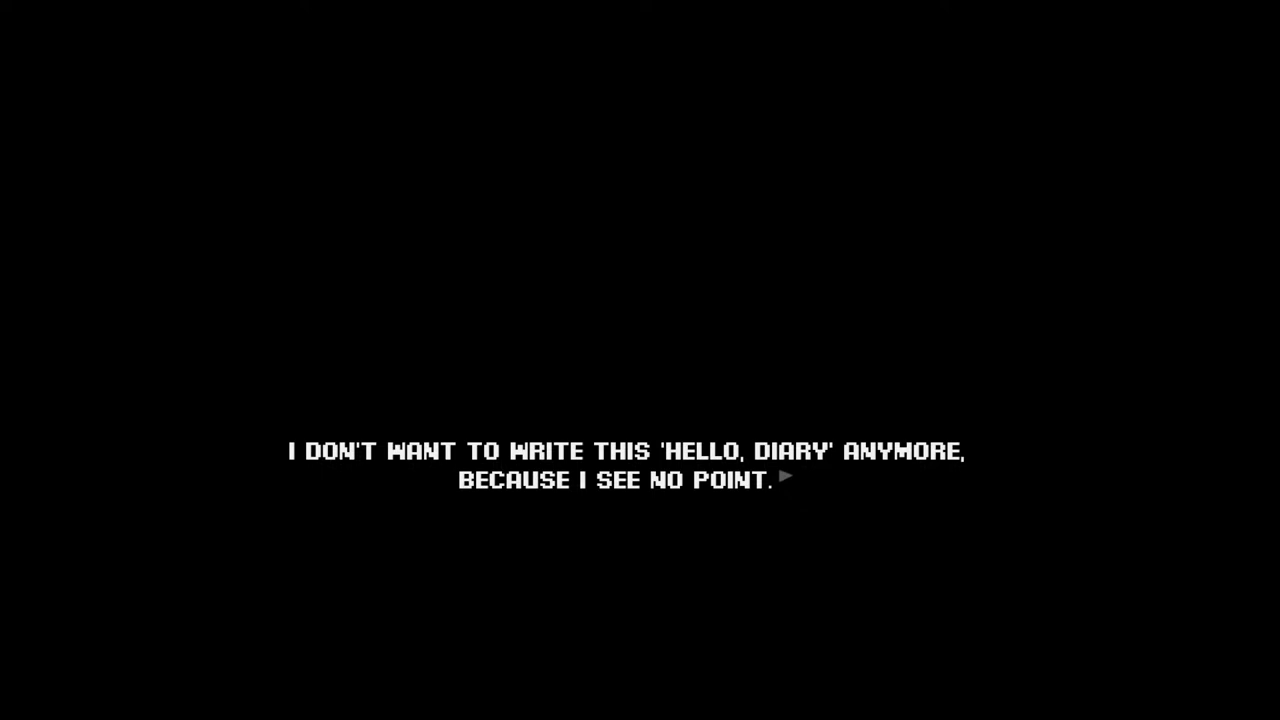 I DON'T WANT TO WRITE THIS 'HELLO, DIARY' ANYMORE,
BECAUSE I SEE NO POINT.